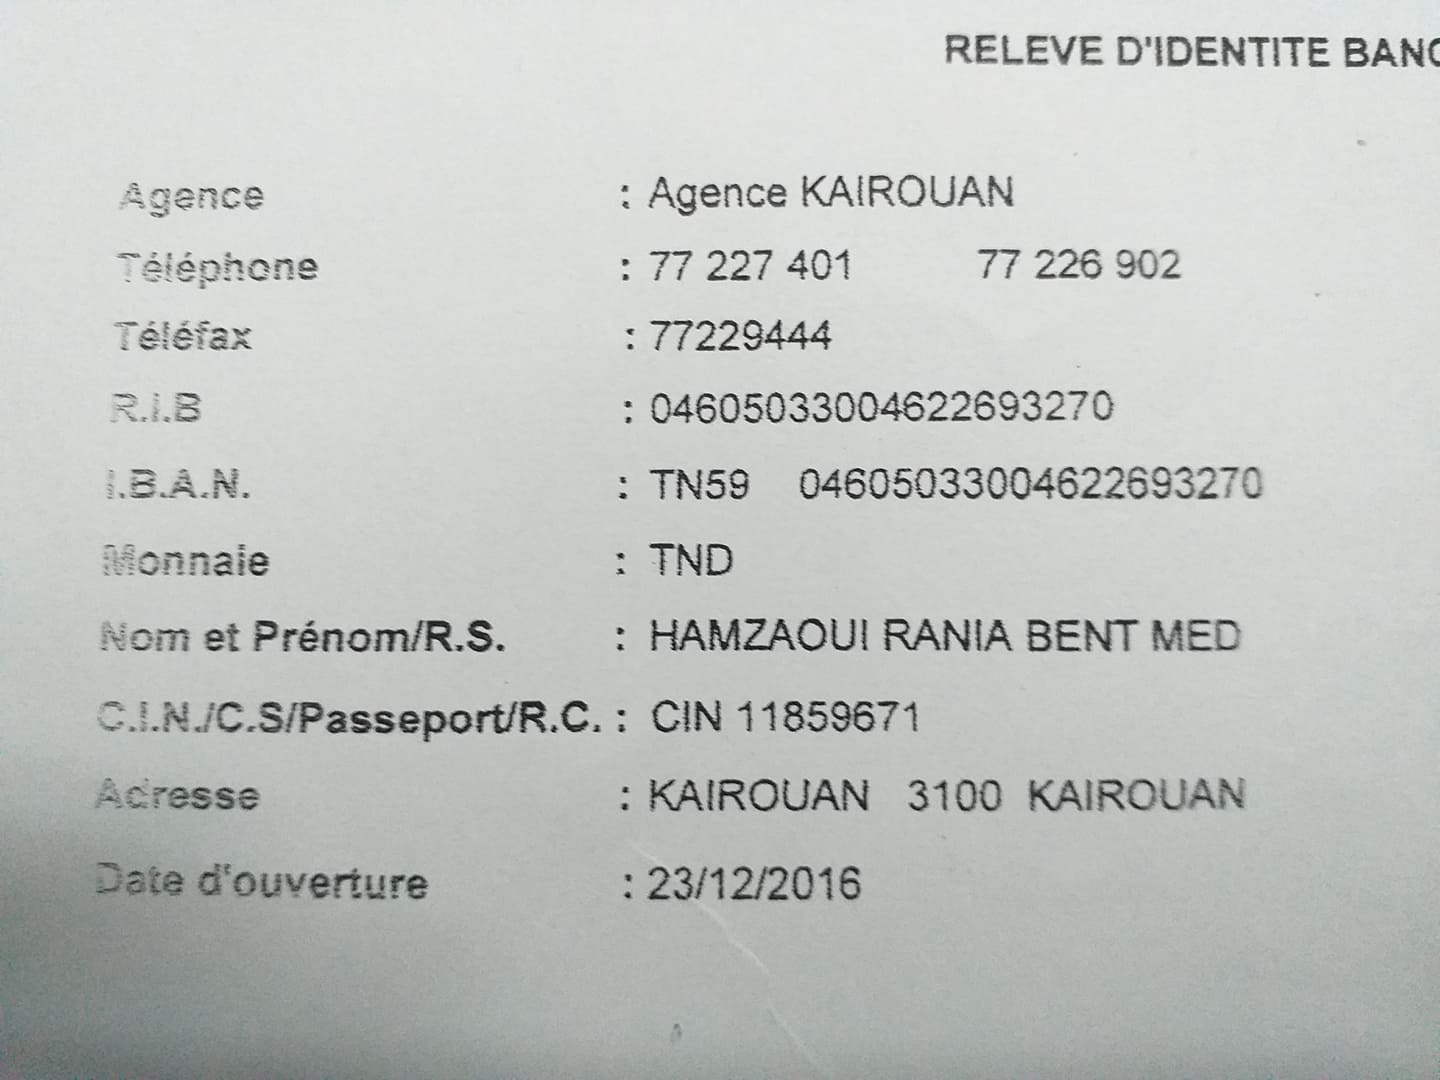 RELEVE D'IDENTITE BANC
Agence : Agence KAIROUAN
Téléphone : 77 227 401 77 226 902
Téléfax : 77229444
R.I.B : 04605033004622693270
I.B.A.N. : TN59 04605033004622693270
Monnaie : TND
Nom et Prénom/R.S. : HAMZAOUI RANIA BENT MED
C.I.N./C.S/Passeport/R.C. : CIN 11859671
Adresse : KAIROUAN 3100 KAIROUAN
Date d'ouverture : 23/12/2016